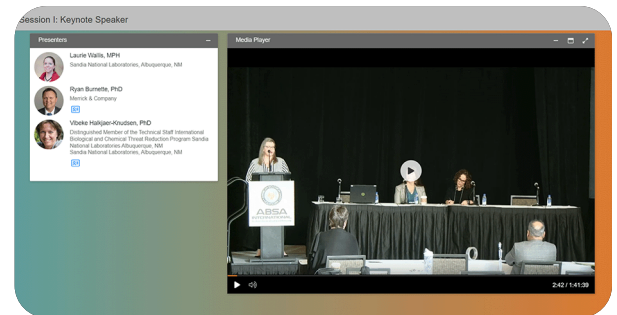 Session I: Keynote Speaker
Presenters
Laurie Wallis, MPH
Sandia National Laboratories, Albuquerque, NM
Ryan Burnette, PhD
Merrick & Company
Vibeke Halkjaer-Knudsen, PhD
Distinguished Member of the Technical Staff International
Biological and Chemical Threat Reduction Program Sandia
National Laboratories Albuquerque, NM
Sandia National Laboratories, Albuquerque, NM
Media Player
ABSA
2:42 / 1:41:39